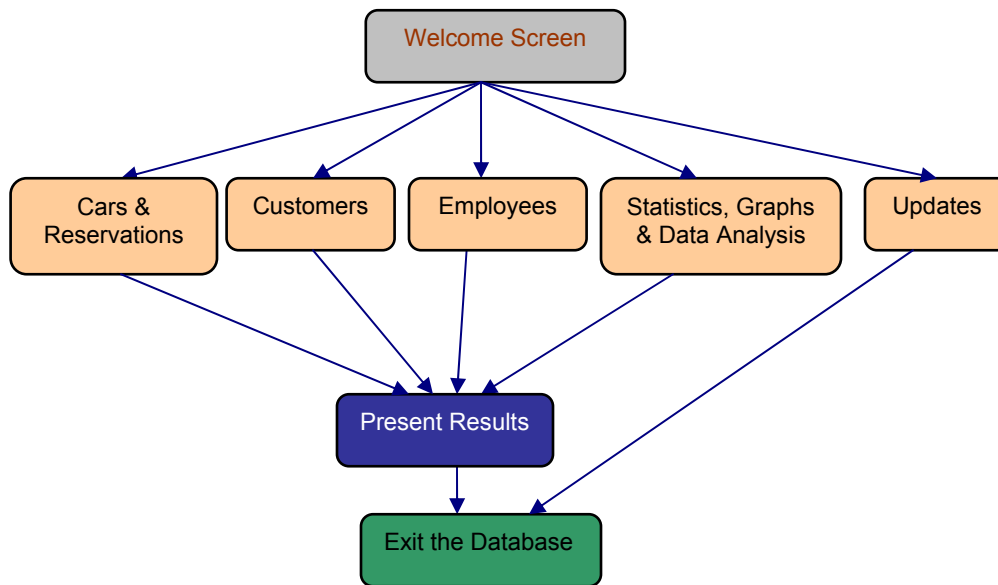 Welcome Screen
Cars &
Reservations
Customers
Employees
Statistics, Graphs
& Data Analysis
Updates
Present Results
Exit the Database